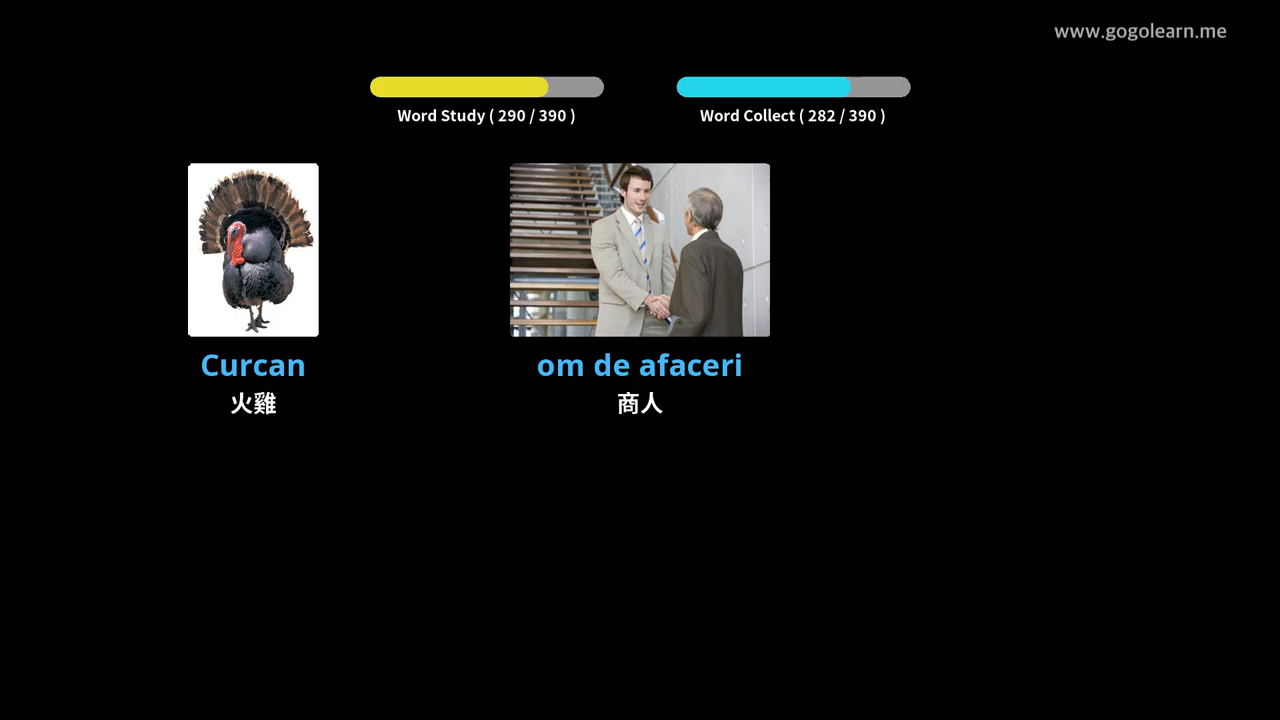 www.gogolearn.me
Word Study ( 290 / 390 )
Word Collect ( 282 / 390 )
Curcan
火雞
om de afaceri
商人